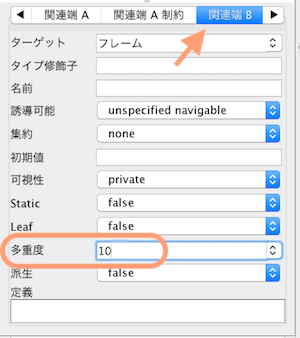 関連端 A 関連端 A 制約 関連端 B
ターゲット フレーム
タイプ修飾子
名前
誘導可能 unspecified navigable
集約 none
初期値
可視性 private
Static false
Leaf false
多重度 10
派生 false
定義